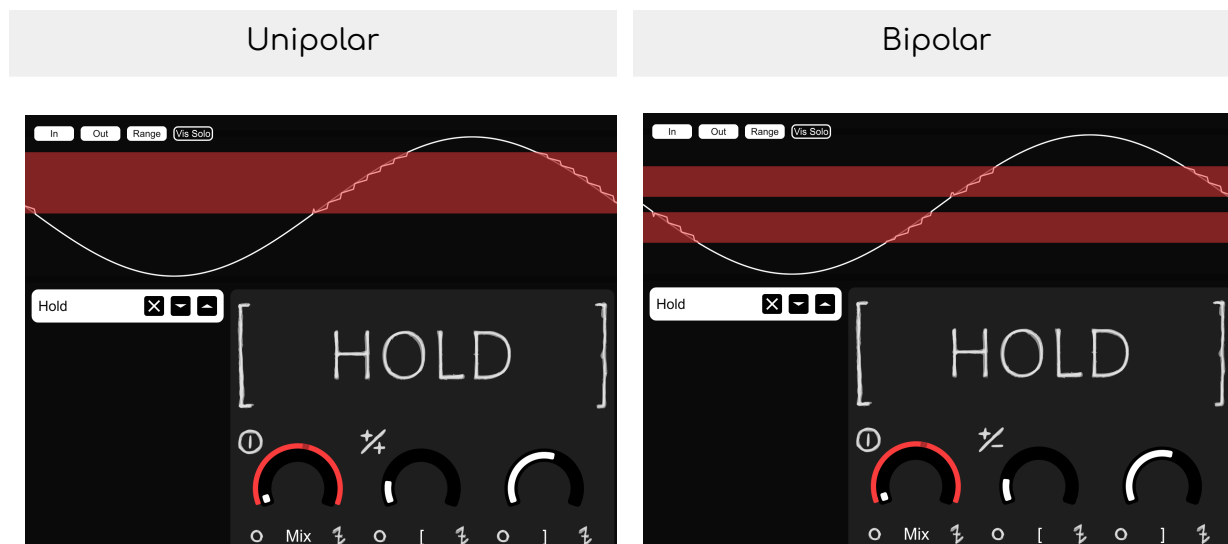 Unipolar
Bipolar
In Out Range Vis Solo
In Out Range Vis Solo
Hold
[ HOLD ]
Hold
[ HOLD ]
+/+
+/-
Mix [ ]
Mix [ ]